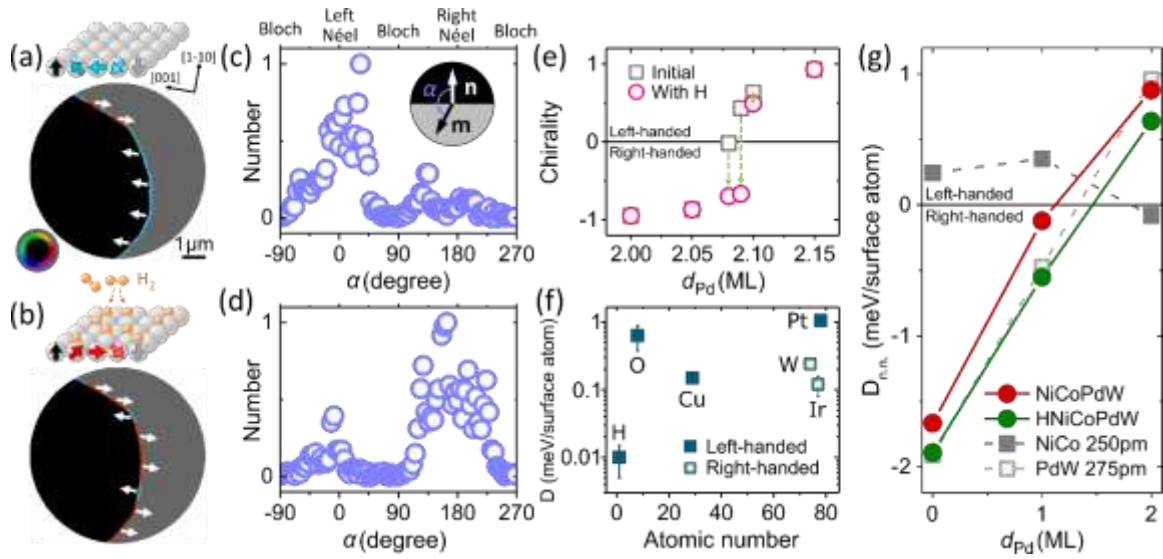 (a)
[1-10]
[001]
1μm
H₂
(b)
Bloch
Left
Néel
Bloch
Right
Néel
Bloch
(c)
Number
1
0
α
n
m
-90
0
90
180
270
α(degree)
(d)
Number
1
0
-90
0
90
180
270
α(degree)
(e)
Chirality
1
0
-1
Initial
With H
Left-handed
Right-handed
2.00
2.05
2.10
2.15
dPd(ML)
(f)
D (meV/surface atom)
1
0.1
0.01
H
O
Cu
W
Pt
Ir
Left-handed
Right-handed
0
20
40
60
80
Atomic number
(g)
Dn.n. (meV/surface atom)
1
0
-1
-2
Left-handed
Right-handed
NiCoPdW
HNiCoPdW
NiCo 250pm
PdW 275pm
0
1
2
dPd(ML)